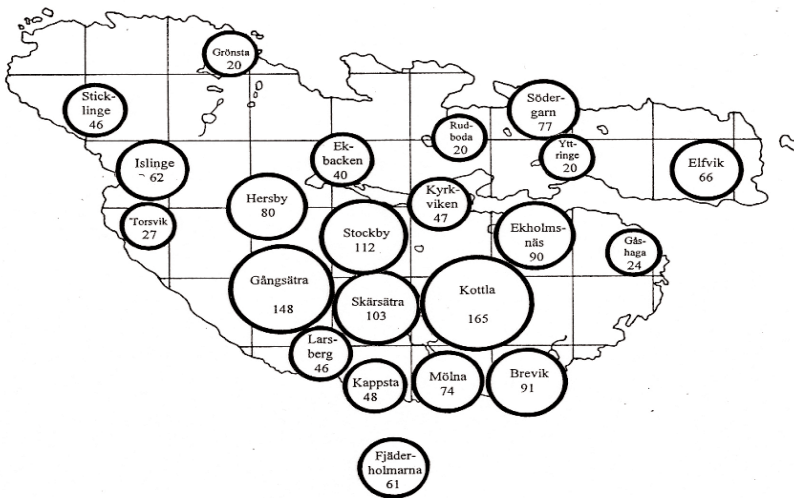 Grönsta
20
Stick-
linge
46
Söder-
garn
77
Rud-
boda
20
Ek-
backen
40
Ytt-
ringe
20
Islinge
62
Elfvik
66
Hersby
80
Kyrk-
viken
47
Torsvik
27
Stockby
112
Ekholms-
näs
90
Gås-
haga
24
Gångsätra
148
Skärsätra
103
Kottla
165
Lars-
berg
46
Kappsta
48
Mölna
74
Brevik
91
Fjäder-
holmarna
61